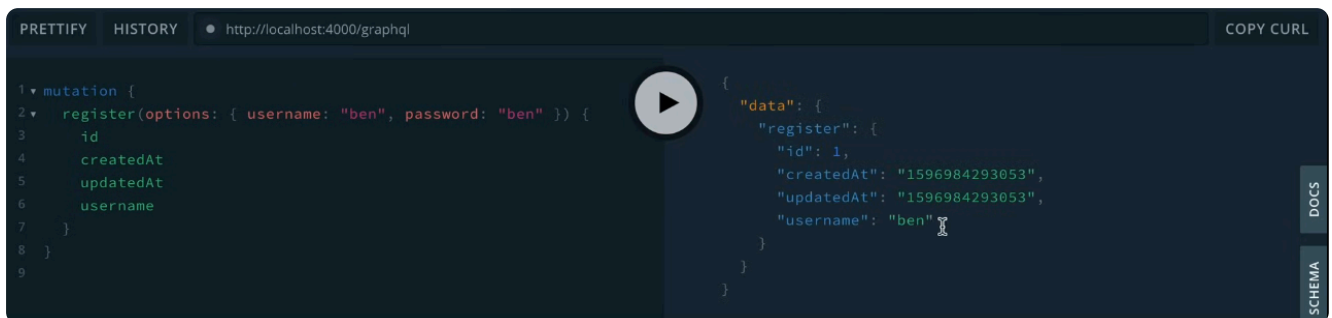 PRETTIFY HISTORY http://localhost:4000/graphql COPY CURL
1 mutation {
2 register(options: { username: "ben", password: "ben" }) {
3 id
4 createdAt
5 updatedAt
6 username
7 }
8 }
9
{
"data": {
"register": {
"id": 1,
"createdAt": "1596984293053",
"updatedAt": "1596984293053",
"username": "ben"
}
}
}
DOCS
SCHEMA